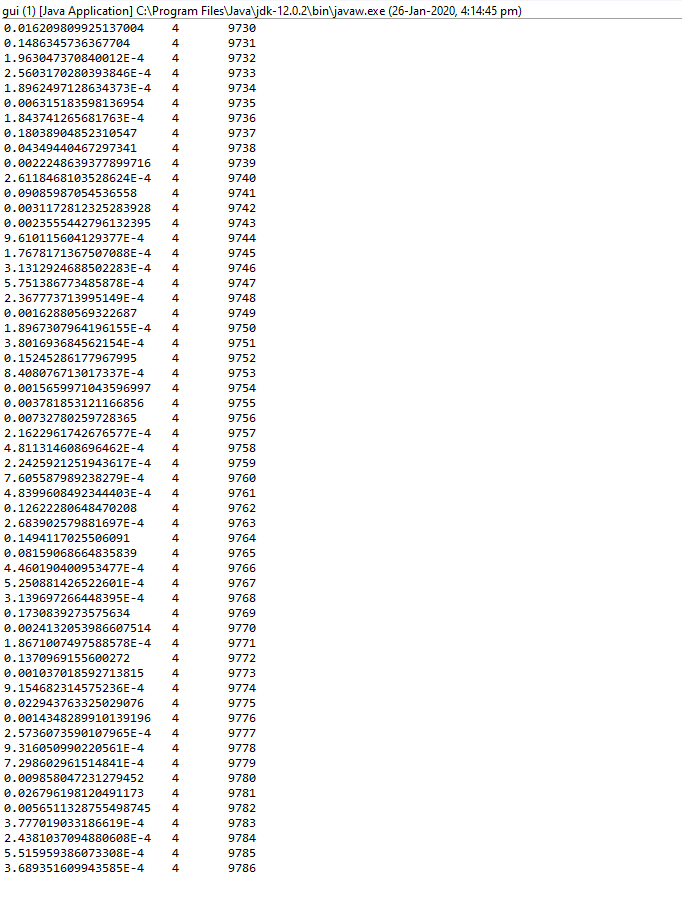 gui (1) [Java Application] C:\Program Files\Java\jdk-12.0.2\bin\javaw.exe (26-Jan-2020, 4:14:45 pm)
0.016209809925137004 4 9730
0.1486345736367704 4 9731
1.963047370840012E-4 4 9732
2.5603170280393846E-4 4 9733
1.8962497128634373E-4 4 9734
0.006315183598136954 4 9735
1.843741265681763E-4 4 9736
0.18038904852310547 4 9737
0.04349440467297341 4 9738
0.0022248639377899716 4 9739
2.6118468103528624E-4 4 9740
0.09085987054536558 4 9741
0.0031172812325283928 4 9742
0.0023555442796132395 4 9743
9.610115604129377E-4 4 9744
1.7678171367507088E-4 4 9745
3.1312924688502283E-4 4 9746
5.751386773485878E-4 4 9747
2.367773713995149E-4 4 9748
0.00162880569322687 4 9749
1.8967307964196155E-4 4 9750
3.801693684562154E-4 4 9751
0.15245286177967995 4 9752
8.408076713017337E-4 4 9753
0.0015659971043596997 4 9754
0.003781853121166856 4 9755
0.00732780259728365 4 9756
2.1622961742676577E-4 4 9757
4.811314608696462E-4 4 9758
2.2425921251943617E-4 4 9759
7.605587989238279E-4 4 9760
4.8399608492344403E-4 4 9761
0.12622280648470208 4 9762
2.683902579881697E-4 4 9763
0.1494117025506091 4 9764
0.08159068664835839 4 9765
4.460190400953477E-4 4 9766
5.250881426522601E-4 4 9767
3.139697266448395E-4 4 9768
0.1730839273575634 4 9769
0.0024132053986607514 4 9770
1.8671007497588578E-4 4 9771
0.1370969155600272 4 9772
0.001037018592713815 4 9773
9.154682314575236E-4 4 9774
0.022943763325029076 4 9775
0.0014348289910139196 4 9776
2.5736073590107965E-4 4 9777
9.316050990220561E-4 4 9778
7.298602961514841E-4 4 9779
0.009858047231279452 4 9780
0.026796198120491173 4 9781
0.0056511328755498745 4 9782
3.777019033186619E-4 4 9783
2.4381037094880608E-4 4 9784
5.515959386073308E-4 4 9785
3.689351609943585E-4 4 9786